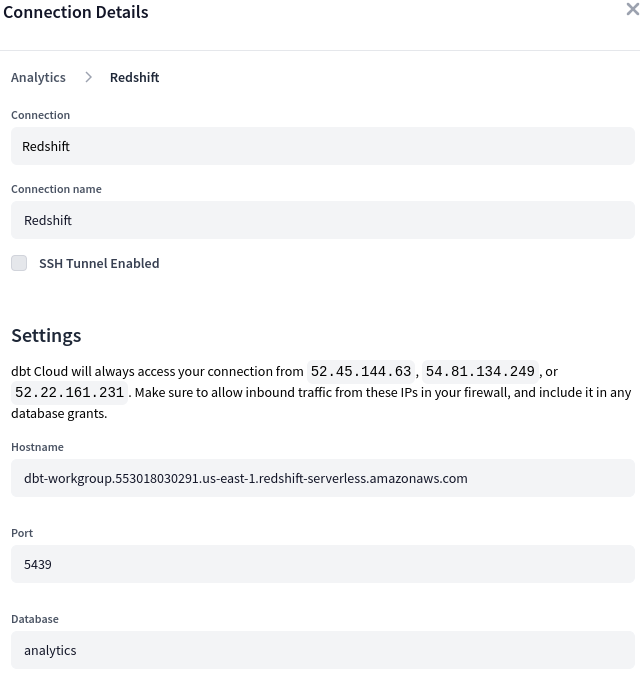 Connection Details
Analytics > Redshift
Connection
Redshift
Connection name
Redshift
SSH Tunnel Enabled
Settings
dbt Cloud will always access your connection from 52.45.144.63, 54.81.134.249, or
52.22.161.231. Make sure to allow inbound traffic from these IPs in your firewall, and include it in any
database grants.
Hostname
dbt-workgroup.553018030291.us-east-1.redshift-serverless.amazonaws.com
Port
5439
Database
analytics